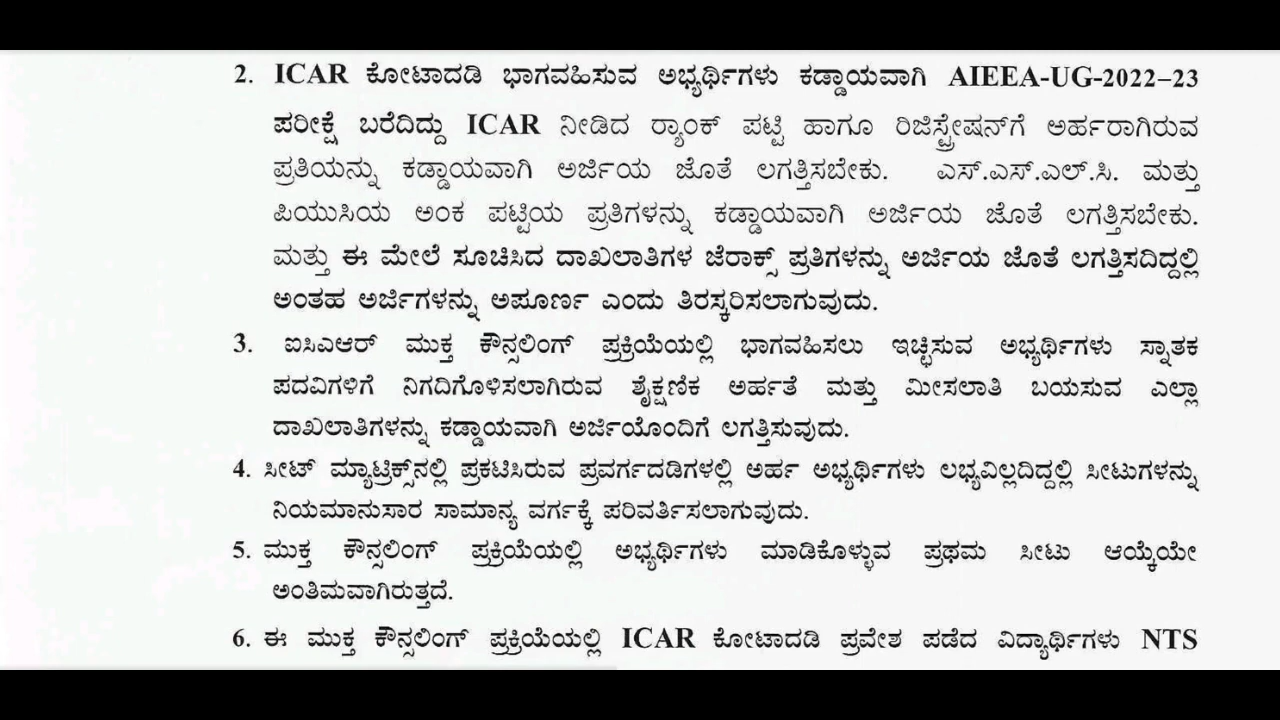 2. ICAR ಕೋಟಾದಡಿ ಭಾಗವಹಿಸುವ ಅಭ್ಯರ್ಥಿಗಳು ಕಡ್ಡಾಯವಾಗಿ AIEEA-UG-2022–23
ಪರೀಕ್ಷೆ ಬರೆದಿದ್ದು ICAR ನೀಡಿದ ರ‍್ಯಾಂಕ್ ಪಟ್ಟಿ ಹಾಗೂ ರಿಜಿಸ್ಟ್ರೇಷನ್‌ಗೆ ಅರ್ಹರಾಗಿರುವ
ಪ್ರತಿಯನ್ನು ಕಡ್ಡಾಯವಾಗಿ ಅರ್ಜಿಯ ಜೊತೆ ಲಗತ್ತಿಸಬೇಕು. ಎಸ್.ಎಸ್.ಎಲ್.ಸಿ. ಮತ್ತು
ಪಿಯುಸಿಯ ಅಂಕ ಪಟ್ಟಿಯ ಪ್ರತಿಗಳನ್ನು ಕಡ್ಡಾಯವಾಗಿ ಅರ್ಜಿಯ ಜೊತೆ ಲಗತ್ತಿಸಬೇಕು.
ಮತ್ತು ಈ ಮೇಲೆ ಸೂಚಿಸಿದ ದಾಖಲಾತಿಗಳ ಜೆರಾಕ್ಸ್ ಪ್ರತಿಗಳನ್ನು ಅರ್ಜಿಯ ಜೊತೆ ಲಗತ್ತಿಸದಿದ್ದಲ್ಲಿ
ಅಂತಹ ಅರ್ಜಿಗಳನ್ನು ಅಪೂರ್ಣ ಎಂದು ತಿರಸ್ಕರಿಸಲಾಗುವುದು.
3. ಐಸಿಎಆರ್ ಮುಕ್ತ ಕೌನ್ಸಲಿಂಗ್ ಪ್ರಕ್ರಿಯೆಯಲ್ಲಿ ಭಾಗವಹಿಸಲು ಇಚ್ಛಿಸುವ ಅಭ್ಯರ್ಥಿಗಳು ಸ್ನಾತಕ
ಪದವಿಗಳಿಗೆ ನಿಗದಿಗೊಳಿಸಲಾಗಿರುವ ಶೈಕ್ಷಣಿಕ ಅರ್ಹತೆ ಮತ್ತು ಮೀಸಲಾತಿ ಬಯಸುವ ಎಲ್ಲಾ
ದಾಖಲಾತಿಗಳನ್ನು ಕಡ್ಡಾಯವಾಗಿ ಅರ್ಜಿಯೊಂದಿಗೆ ಲಗತ್ತಿಸುವುದು.
4. ಸೀಟ್ ಮ್ಯಾಟ್ರಿಕ್ಸ್‌ನಲ್ಲಿ ಪ್ರಕಟಿಸಿರುವ ಪ್ರವರ್ಗದಡಿಗಳಲ್ಲಿ ಅರ್ಹ ಅಭ್ಯರ್ಥಿಗಳು ಲಭ್ಯವಿಲ್ಲದಿದ್ದಲ್ಲಿ ಸೀಟುಗಳನ್ನು
ನಿಯಮಾನುಸಾರ ಸಾಮಾನ್ಯ ವರ್ಗಕ್ಕೆ ಪರಿವರ್ತಿಸಲಾಗುವುದು.
5. ಮುಕ್ತ ಕೌನ್ಸಲಿಂಗ್ ಪ್ರಕ್ರಿಯೆಯಲ್ಲಿ ಅಭ್ಯರ್ಥಿಗಳು ಮಾಡಿಕೊಳ್ಳುವ ಪ್ರಥಮ ಸೀಟು ಆಯ್ಕೆಯೇ
ಅಂತಿಮವಾಗಿರುತ್ತದೆ.
6. ಈ ಮುಕ್ತ ಕೌನ್ಸಲಿಂಗ್ ಪ್ರಕ್ರಿಯೆಯಲ್ಲಿ ICAR ಕೋಟಾದಡಿ ಪ್ರವೇಶ ಪಡೆದ ವಿದ್ಯಾರ್ಥಿಗಳು NTS